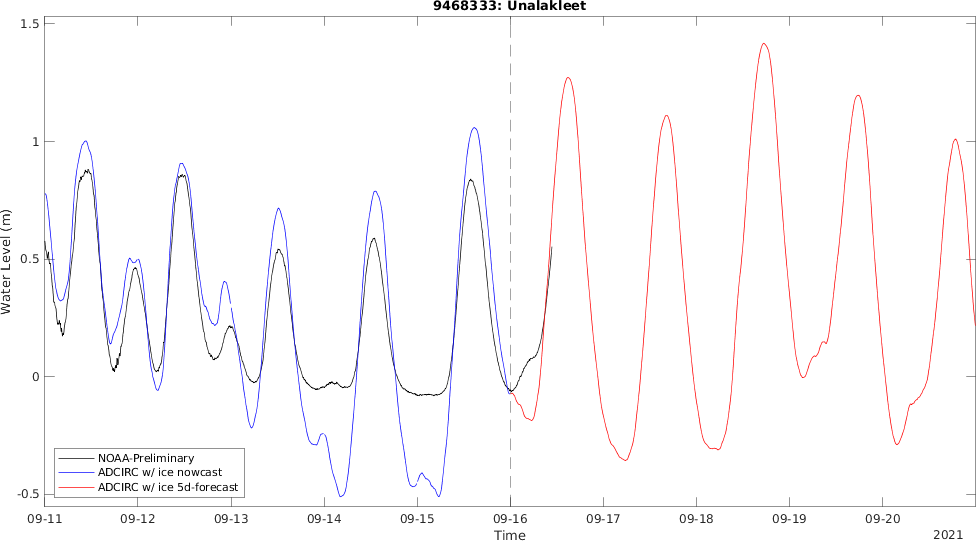 9468333: Unalakleet
1.5
1
0.5
0
-0.5
Water Level (m)
NOAA-Preliminary
ADCIRC w/ ice nowcast
ADCIRC w/ ice 5d-forecast
09-11 09-12 09-13 09-14 09-15 09-16 09-17 09-18 09-19 09-20
Time
2021